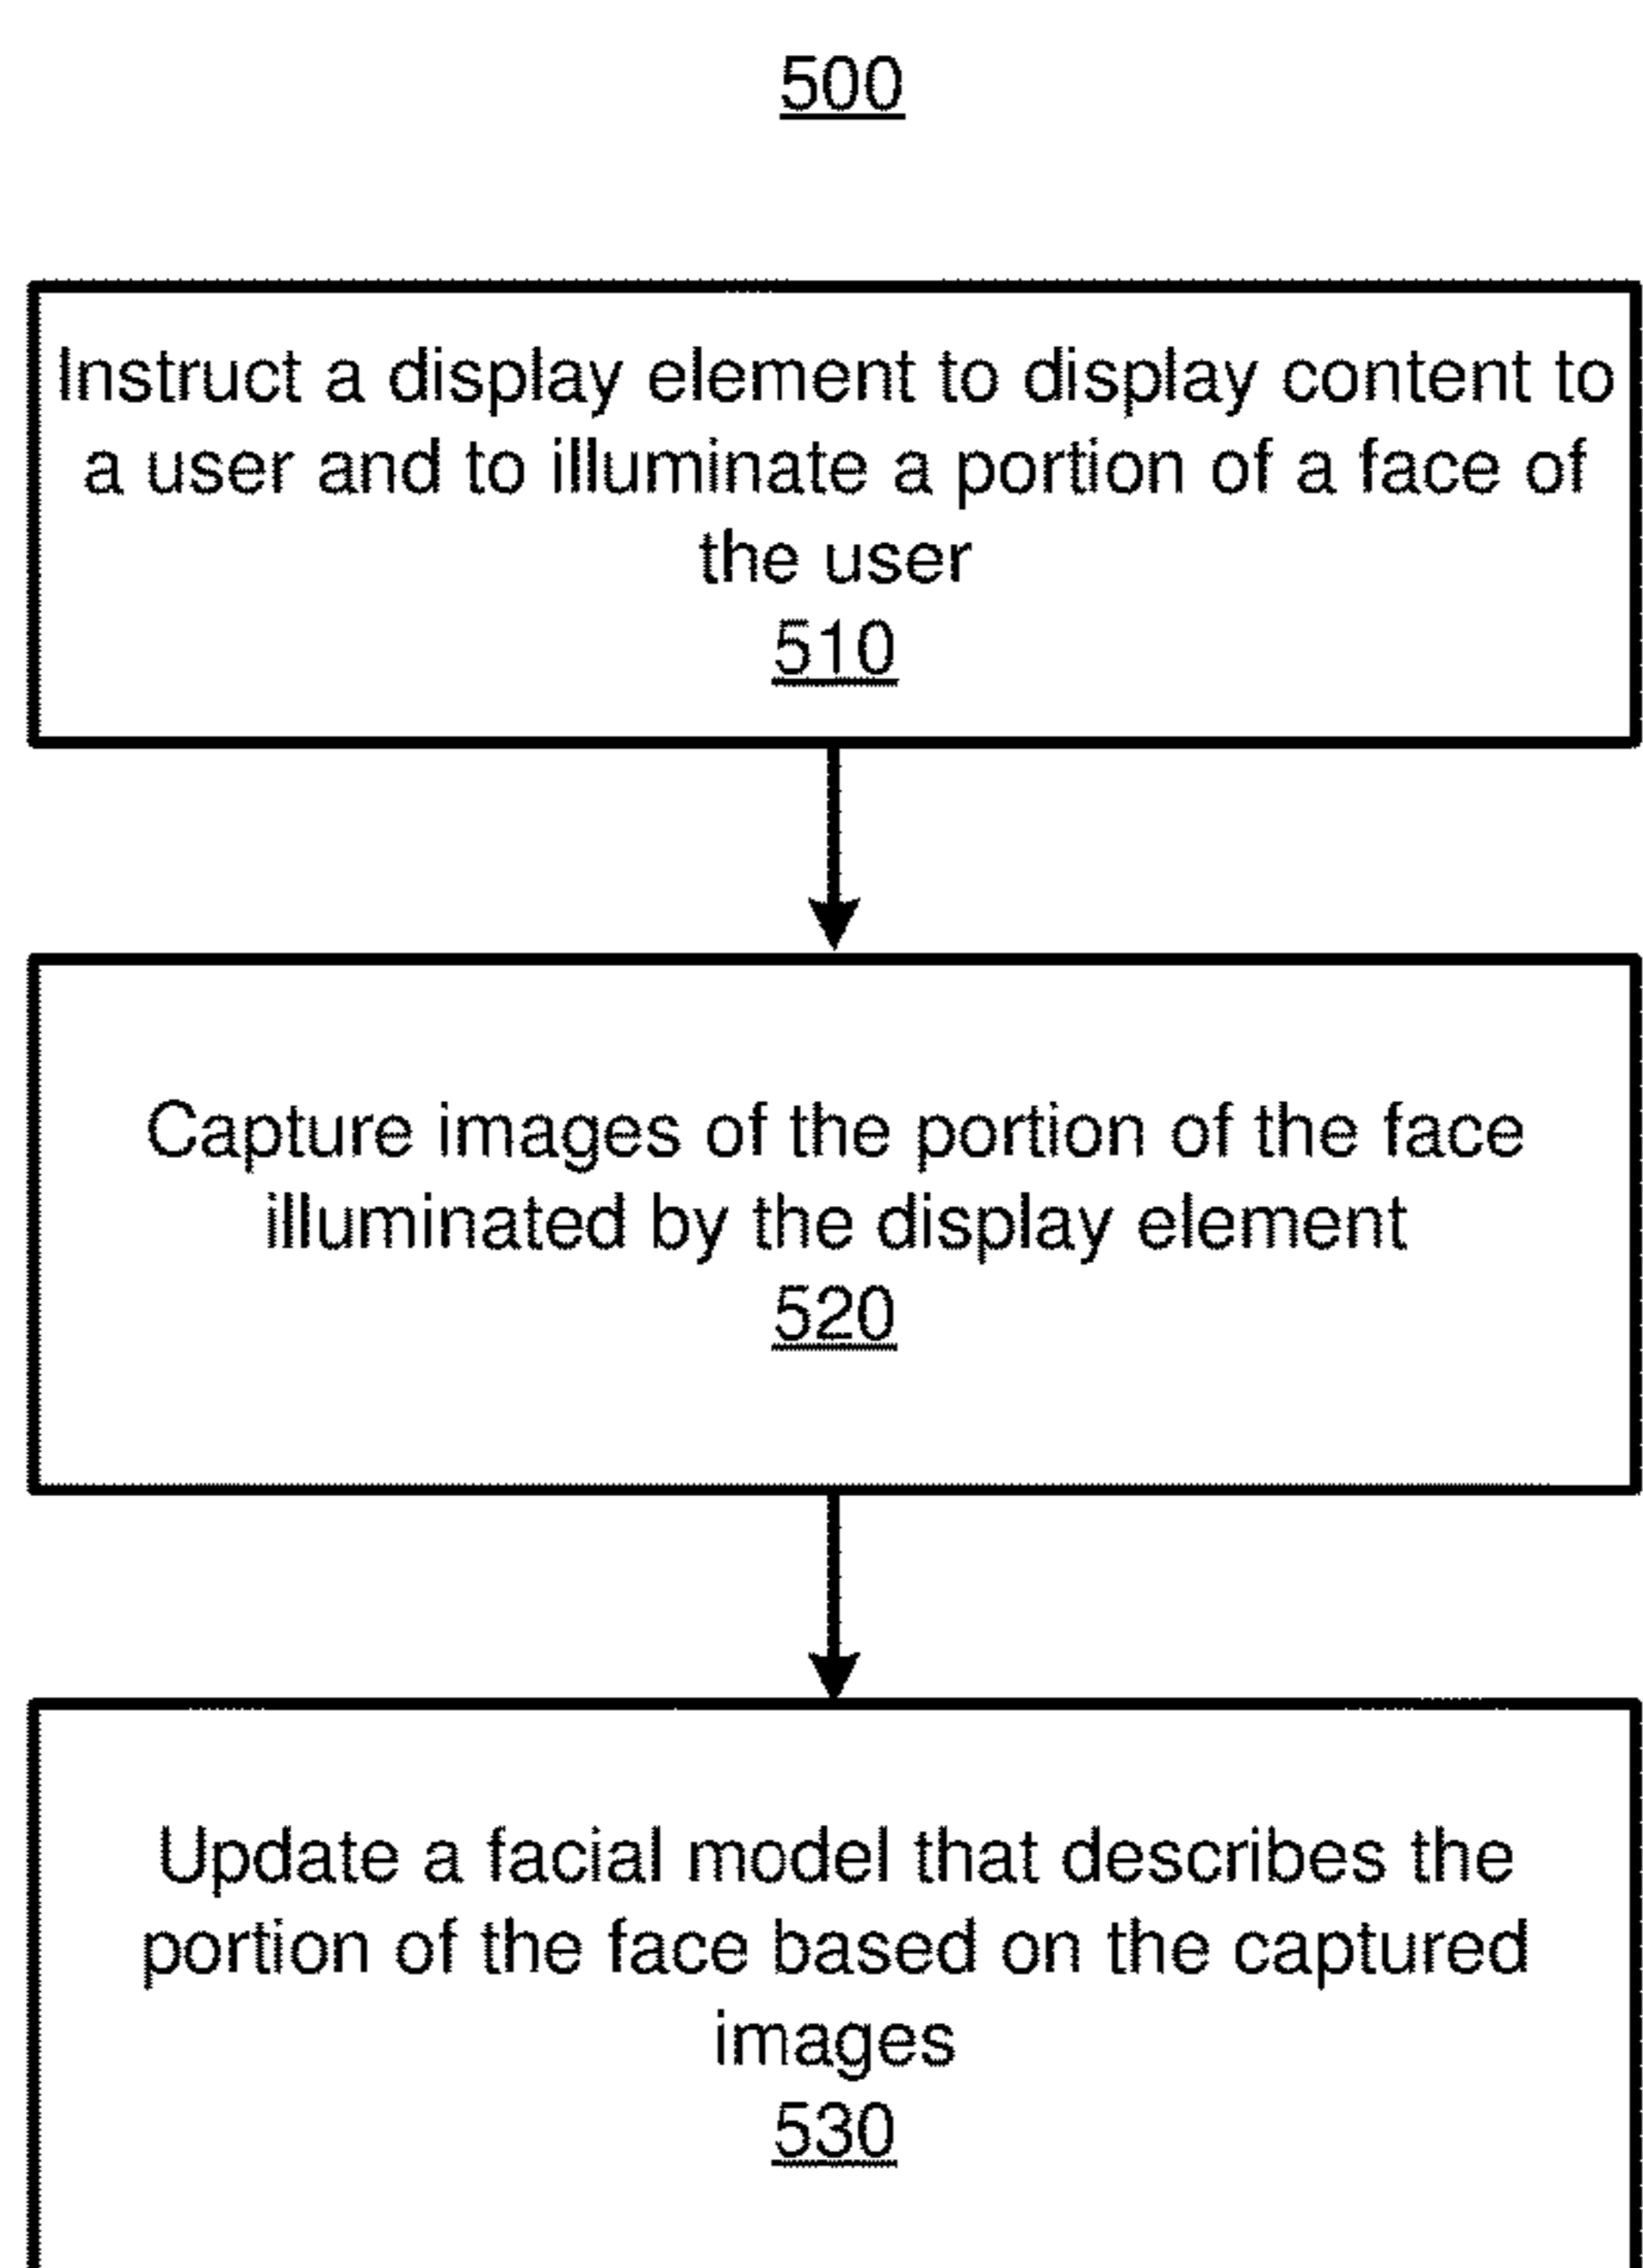 500
Instruct a display element to display content to
a user and to illuminate a portion of a face of
the user
510
Capture images of the portion of the face
illuminated by the display element
520
Update a facial model that describes the
portion of the face based on the captured
images
530